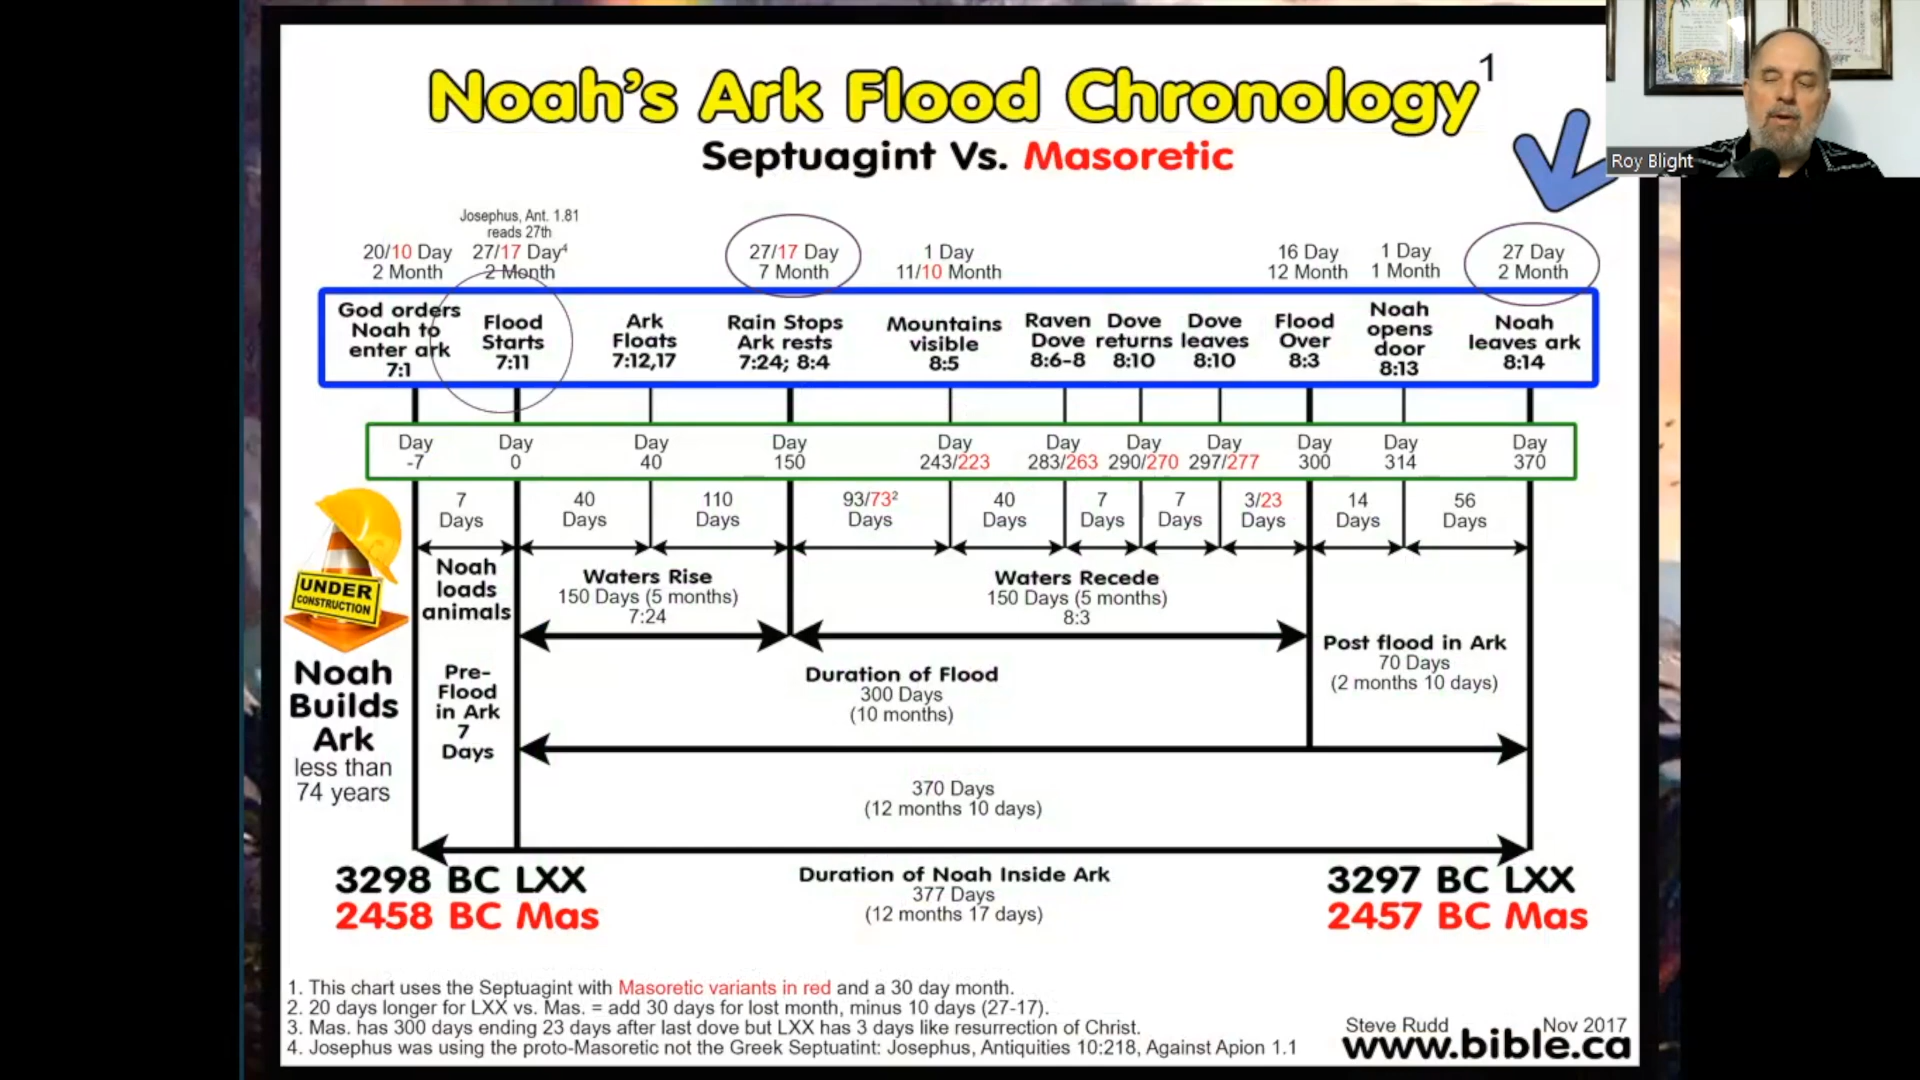 Noah's Ark Flood Chronology1
Septuagint Vs. Masoretic
Roy Blight
Josephus, Ant. 1.81
reads 27th
20/10 Day
2 Month
27/17 Day4
2 Month
27/17 Day
7 Month
1 Day
11/10 Month
16 Day
12 Month
1 Day
1 Month
27 Day
2 Month
God orders
Noah to
enter ark
7:1
Flood
Starts
7:11
Ark
Floats
7:12,17
Rain Stops
Ark rests
7:24; 8:4
Mountains
visible
8:5
Raven
Dove
8:6-8
Dove
returns
8:10
Dove
leaves
8:10
Flood
Over
8:3
Noah
opens
door
8:13
Noah
leaves ark
8:14
Day
-7
Day
0
Day
40
Day
150
Day
243/223
Day
283/263
Day
290/270
Day
297/277
Day
300
Day
314
Day
370
7
Days
40
Days
110
Days
93/73²
Days
40
Days
7
Days
7
Days
3/23
Days
14
Days
56
Days
UNDER
CONSTRUCTION
Noah
Builds
Ark
less than
74 years
Noah
loads
animals
Pre-
Flood
in Ark
7
Days
Waters Rise
150 Days (5 months)
7:24
Waters Recede
150 Days (5 months)
8:3
Duration of Flood
300 Days
(10 months)
Post flood in Ark
70 Days
(2 months 10 days)
370 Days
(12 months 10 days)
Duration of Noah Inside Ark
377 Days
(12 months 17 days)
3298 BC LXX
2458 BC Mas
3297 BC LXX
2457 BC Mas
1. This chart uses the Septuagint with Masoretic variants in red and a 30 day month.
2. 20 days longer for LXX vs. Mas. = add 30 days for lost month, minus 10 days (27-17).
3. Mas. has 300 days ending 23 days after last dove but LXX has 3 days like resurrection of Christ.
4. Josephus was using the proto-Masoretic not the Greek Septuatint: Josephus, Antiquities 10:218, Against Apion 1.1
Steve Rudd Nov 2017
www.bible.ca